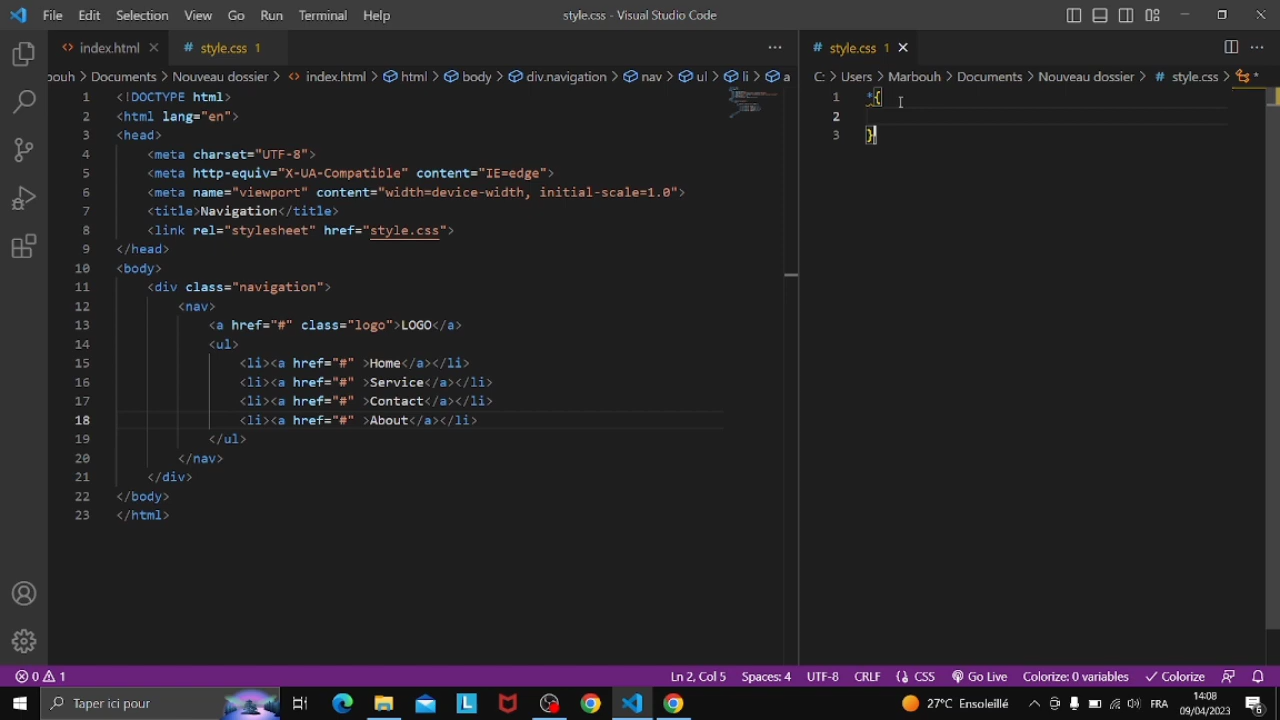 File Edit Selection View Go Run Terminal Help style.css - Visual Studio Code
index.html style.css 1
bouh > Documents > Nouveau dossier > index.html > html > body > div.navigation > nav > ul > li > a
1 <!DOCTYPE html>
2 <html lang="en">
3 <head>
4 <meta charset="UTF-8">
5 <meta http-equiv="X-UA-Compatible" content="IE=edge">
6 <meta name="viewport" content="width=device-width, initial-scale=1.0">
7 <title>Navigation</title>
8 <link rel="stylesheet" href="style.css">
9 </head>
10 <body>
11 <div class="navigation">
12 <nav>
13 <a href="#" class="logo">LOGO</a>
14 <ul>
15 <li><a href="#" >Home</a></li>
16 <li><a href="#" >Service</a></li>
17 <li><a href="#" >Contact</a></li>
18 <li><a href="#" >About</a></li>
19 </ul>
20 </nav>
21 </div>
22 </body>
23 </html>
style.css 1
C: > Users > Marbouh > Documents > Nouveau dossier > # style.css > *
1 *{
2
3 }
0 1 Ln 2, Col 5 Spaces: 4 UTF-8 CRLF CSS Go Live Colorize: 0 variables Colorize
Taper ici pour 27°C Ensoleillé FRA 14:08
09/04/2023 6